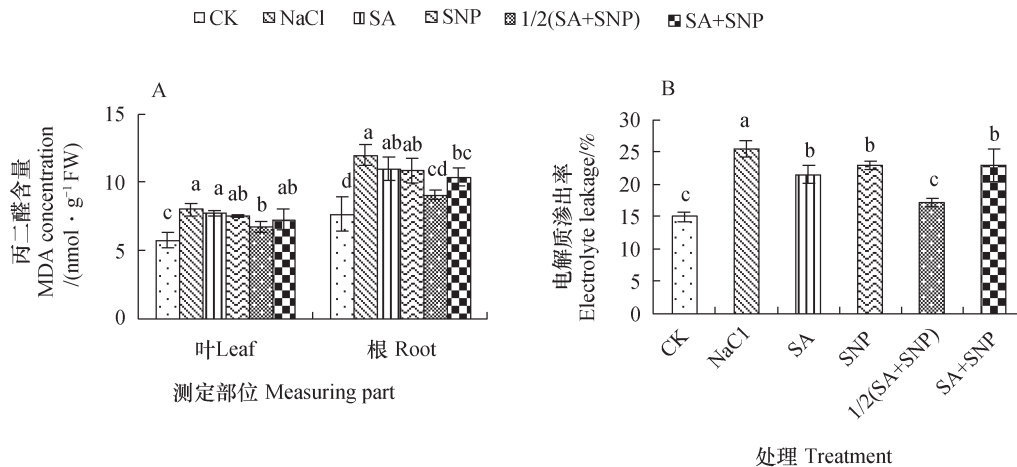 CK NaCl SA SNP 1/2(SA+SNP) SA+SNP
A
丙二醛含量
MDA concentration
/(nmol·g⁻¹FW)
15
10
5
0
c a a ab b ab
d a ab ab cd bc
叶Leaf 根 Root
测定部位 Measuring part
B
电解质渗出率
Electrolyte leakage/%
30
25
20
15
10
5
0
c a b b c b
CK NaC1 SA SNP 1/2(SA+SNP) SA+SNP
处理 Treatment